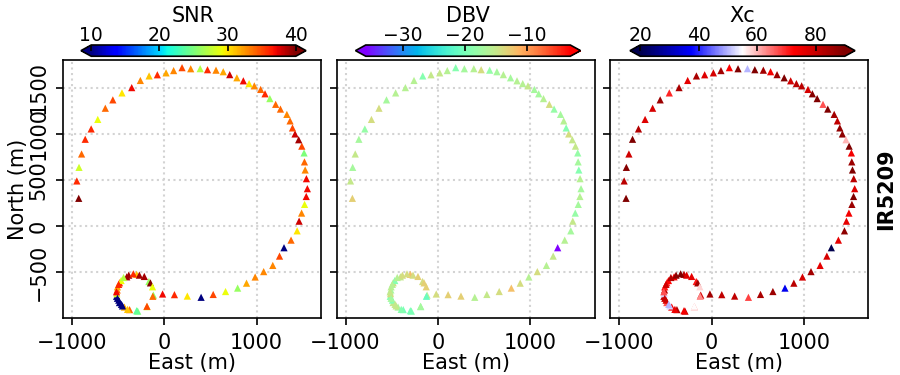 SNR DBV Xc
10 20 30 40 −30 −20 −10 20 40 60 80
1500
1000
500
0
−500
North (m)
IR5209
−1000 0 1000 −1000 0 1000 −1000 0 1000
East (m) East (m) East (m)